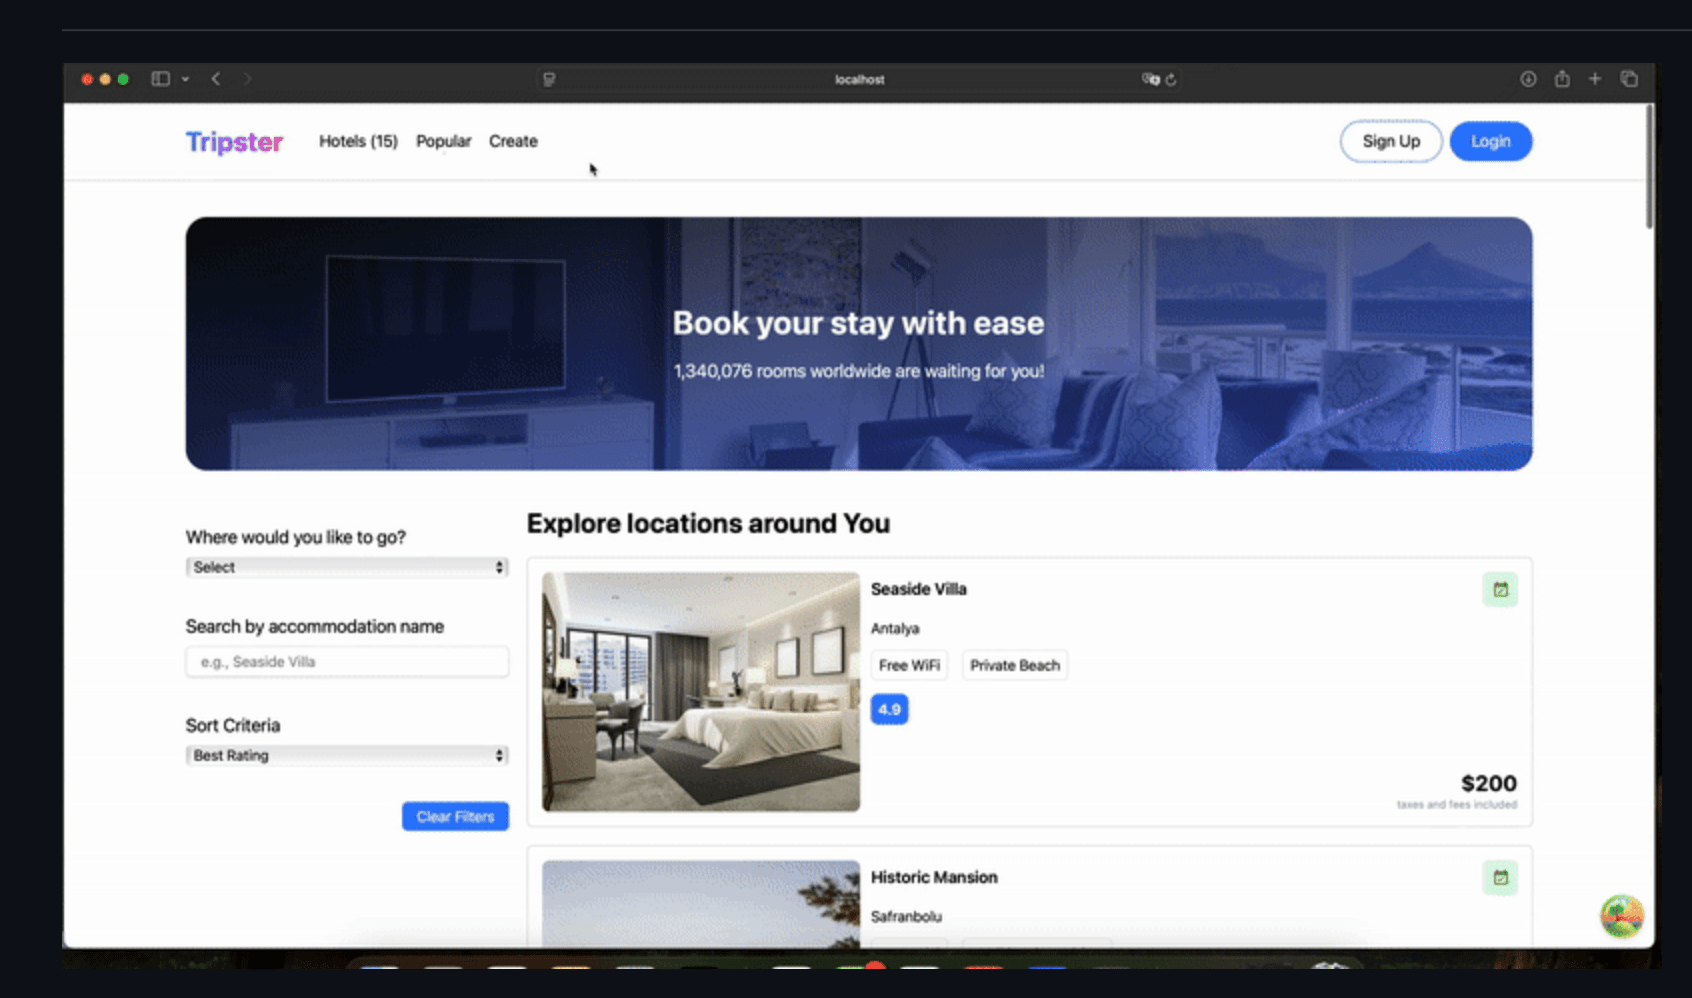 localhost
Tripster
Hotels (15) Popular Create
Sign Up
Login
Book your stay with ease
1,340,076 rooms worldwide are waiting for you!
Where would you like to go?
Select
Search by accommodation name
e.g., Seaside Villa
Sort Criteria
Best Rating
Clear Filters
Explore locations around You
Seaside Villa
Antalya
Free WiFi Private Beach
4.9
$200
taxes and fees included
Historic Mansion
Safranbolu